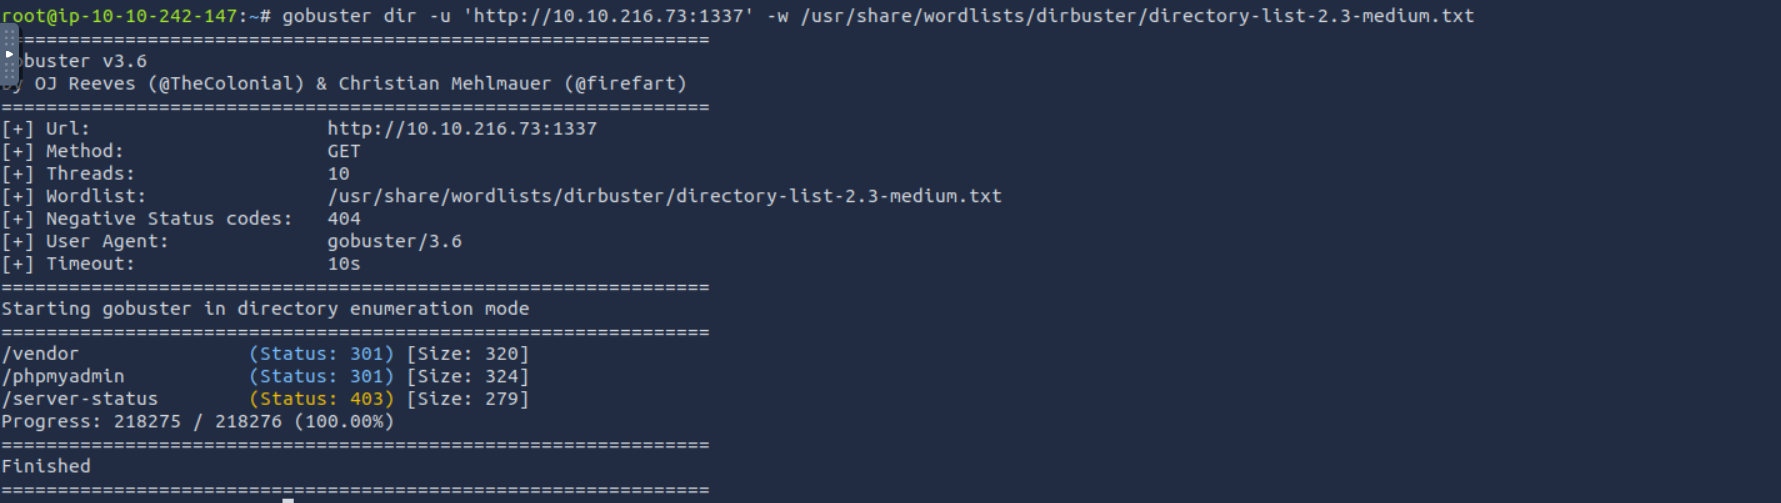 root@ip-10-10-242-147:~# gobuster dir -u 'http://10.10.216.73:1337' -w /usr/share/wordlists/dirbuster/directory-list-2.3-medium.txt
===============================================================
obuster v3.6
y OJ Reeves (@TheColonial) & Christian Mehlmauer (@firefart)
===============================================================
[+] Url:                     http://10.10.216.73:1337
[+] Method:                  GET
[+] Threads:                 10
[+] Wordlist:                /usr/share/wordlists/dirbuster/directory-list-2.3-medium.txt
[+] Negative Status codes:   404
[+] User Agent:              gobuster/3.6
[+] Timeout:                 10s
===============================================================
Starting gobuster in directory enumeration mode
===============================================================
/vendor               (Status: 301) [Size: 320]
/phpmyadmin           (Status: 301) [Size: 324]
/server-status        (Status: 403) [Size: 279]
Progress: 218275 / 218276 (100.00%)
===============================================================
Finished
===============================================================